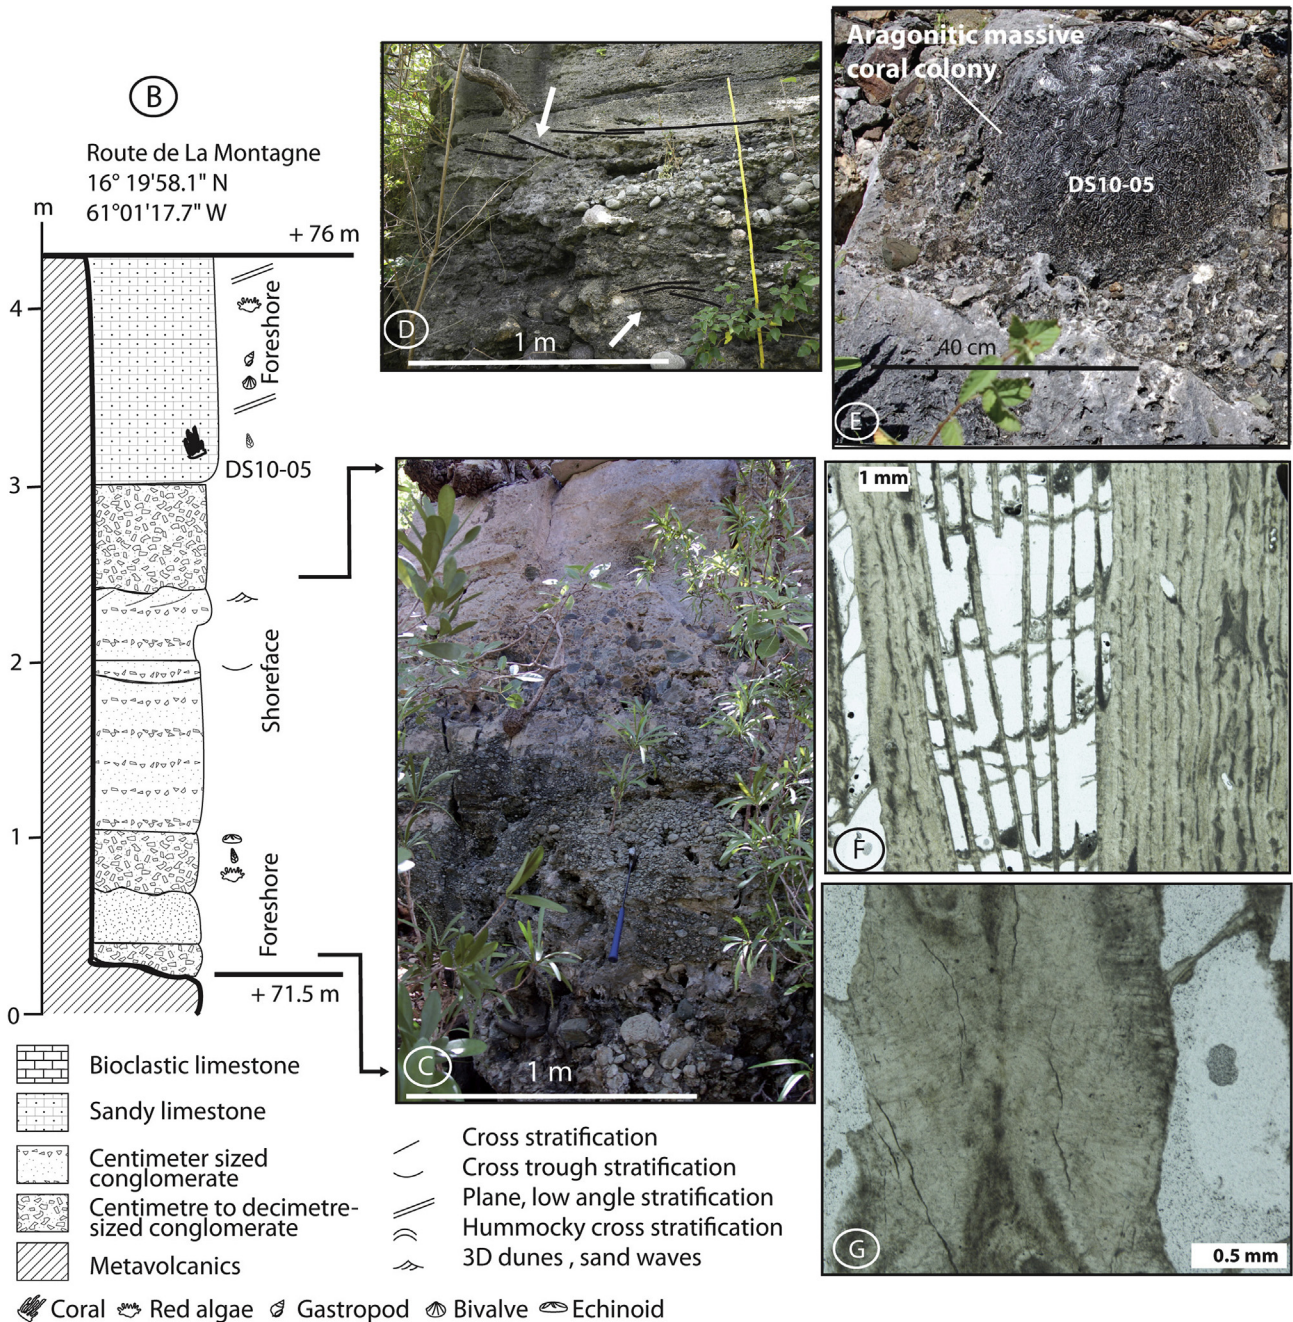 B
Route de La Montagne
16° 19'58.1" N
61°01'17.7" W
m
+ 76 m
4
3
2
1
0
Foreshore
DS10-05
Shoreface
Foreshore
+ 71.5 m
D
1 m
Aragonitic massive
coral colony
DS10-05
40 cm
E
C
1 m
1 mm
F
G
0.5 mm
Bioclastic limestone
Sandy limestone
Centimeter sized
conglomerate
Centimetre to decimetre-
sized conglomerate
Metavolcanics
Cross stratification
Cross trough stratification
Plane, low angle stratification
Hummocky cross stratification
3D dunes , sand waves
Coral Red algae Gastropod Bivalve Echinoid